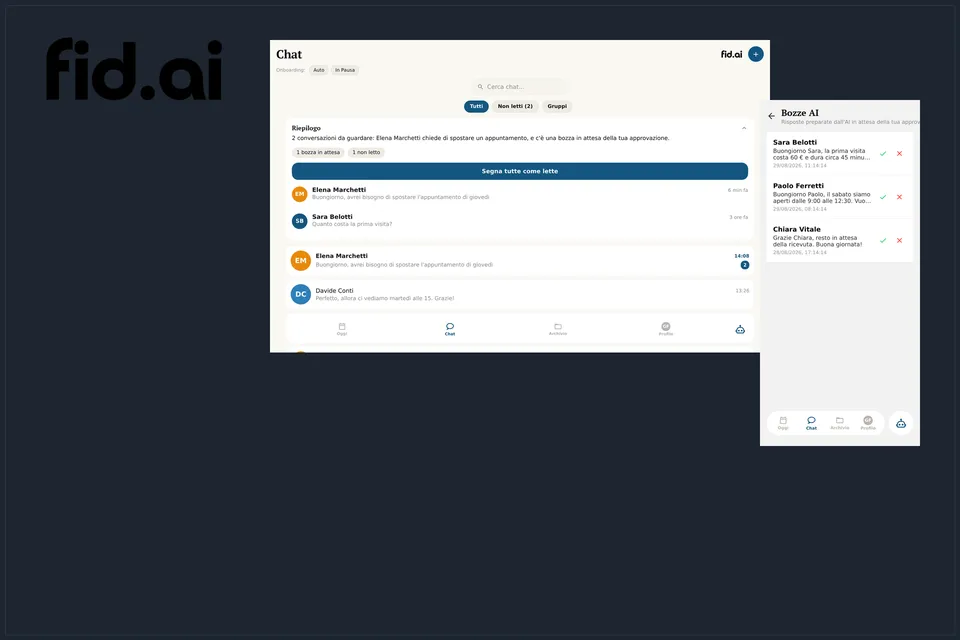 fid.ai
Chat
fid.ai
+
Onboarding:
Auto
In Pausa
Cerca chat...
Tutti
Non letti (2)
Gruppi
Riepilogo
2 conversazioni da guardare: Elena Marchetti chiede di spostare un appuntamento, e c'è una bozza in attesa della tua approvazione.
1 bozza in attesa
1 non letto
Segna tutte come lette
EM
Elena Marchetti
6 min fa
Buongiorno, avrei bisogno di spostare l'appuntamento di giovedì
SB
Sara Belotti
3 ore fa
Quanto costa la prima visita?
EM
Elena Marchetti
14:08
Buongiorno, avrei bisogno di spostare l'appuntamento di giovedì
2
DC
Davide Conti
13:26
Perfetto, allora ci vediamo martedì alle 15. Grazie!
Oggi
Chat
Archivio
Profilo
Bozze AI
Risposte preparate dall'AI in attesa della tua approv
Sara Belotti
Buongiorno Sara, la prima visita
costa 60 € e dura circa 45 minu...
29/08/2026, 11:14:14
Paolo Ferretti
Buongiorno Paolo, il sabato siamo
aperti dalle 9:00 alle 12:30. Vuo...
29/08/2026, 08:14:14
Chiara Vitale
Grazie Chiara, resto in attesa
della ricevuta. Buona giornata!
28/08/2026, 17:14:14
Oggi
Chat
Archivio
Profilo